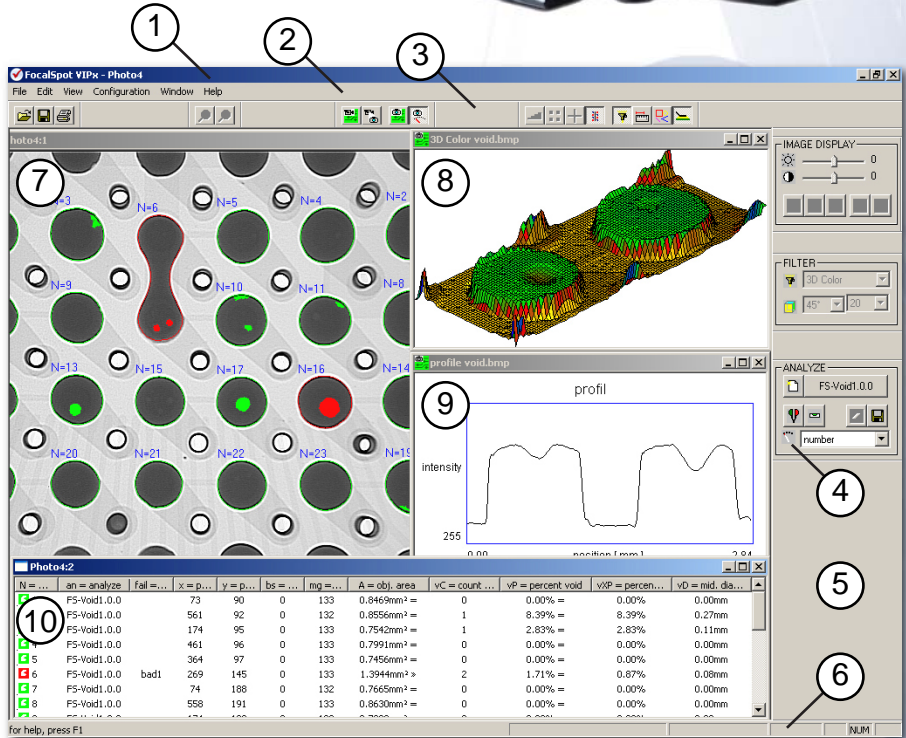 1
2
3
FocalSpot VIPx - Photo4
File Edit View Configuration Window Help
hoto4:1
7
N=3
N=6
N=5
N=4
N=2
N=9
N=10
N=11
N=8
N=13
N=15
N=17
N=16
N=14
N=20
N=21
N=22
N=23
N=19
3D Color void.bmp
8
profile void.bmp
9
profil
intensity
255
0.00 position [ mm ] 2.84
IMAGE DISPLAY
0
0
FILTER
3D Color
45° 20
ANALYZE
FS-Void1.0.0
number
4
5
6
Photo4:2
N = ... an = analyze fail =... x = p... y = p... bs = ... mg =... A = obj. area vC = count ... vP = percent void vXP = percen... vD = mid. dia...
10
FS-Void1.0.0 73 90 0 133 0.8469mm² = 0 0.00% = 0.00% 0.00mm
FS-Void1.0.0 561 92 0 132 0.8556mm² = 1 8.39% = 8.39% 0.27mm
FS-Void1.0.0 174 95 0 133 0.7542mm² = 1 2.83% = 2.83% 0.11mm
4 FS-Void1.0.0 461 96 0 133 0.7991mm² = 0 0.00% = 0.00% 0.00mm
5 FS-Void1.0.0 364 97 0 133 0.7456mm² = 0 0.00% = 0.00% 0.00mm
6 FS-Void1.0.0 bad1 269 145 0 133 1.3944mm² » 2 1.71% = 0.87% 0.08mm
7 FS-Void1.0.0 74 188 0 132 0.7665mm² = 0 0.00% = 0.00% 0.00mm
8 FS-Void1.0.0 558 191 0 133 0.8630mm² = 0 0.00% = 0.00% 0.00mm
for help, press F1
NUM